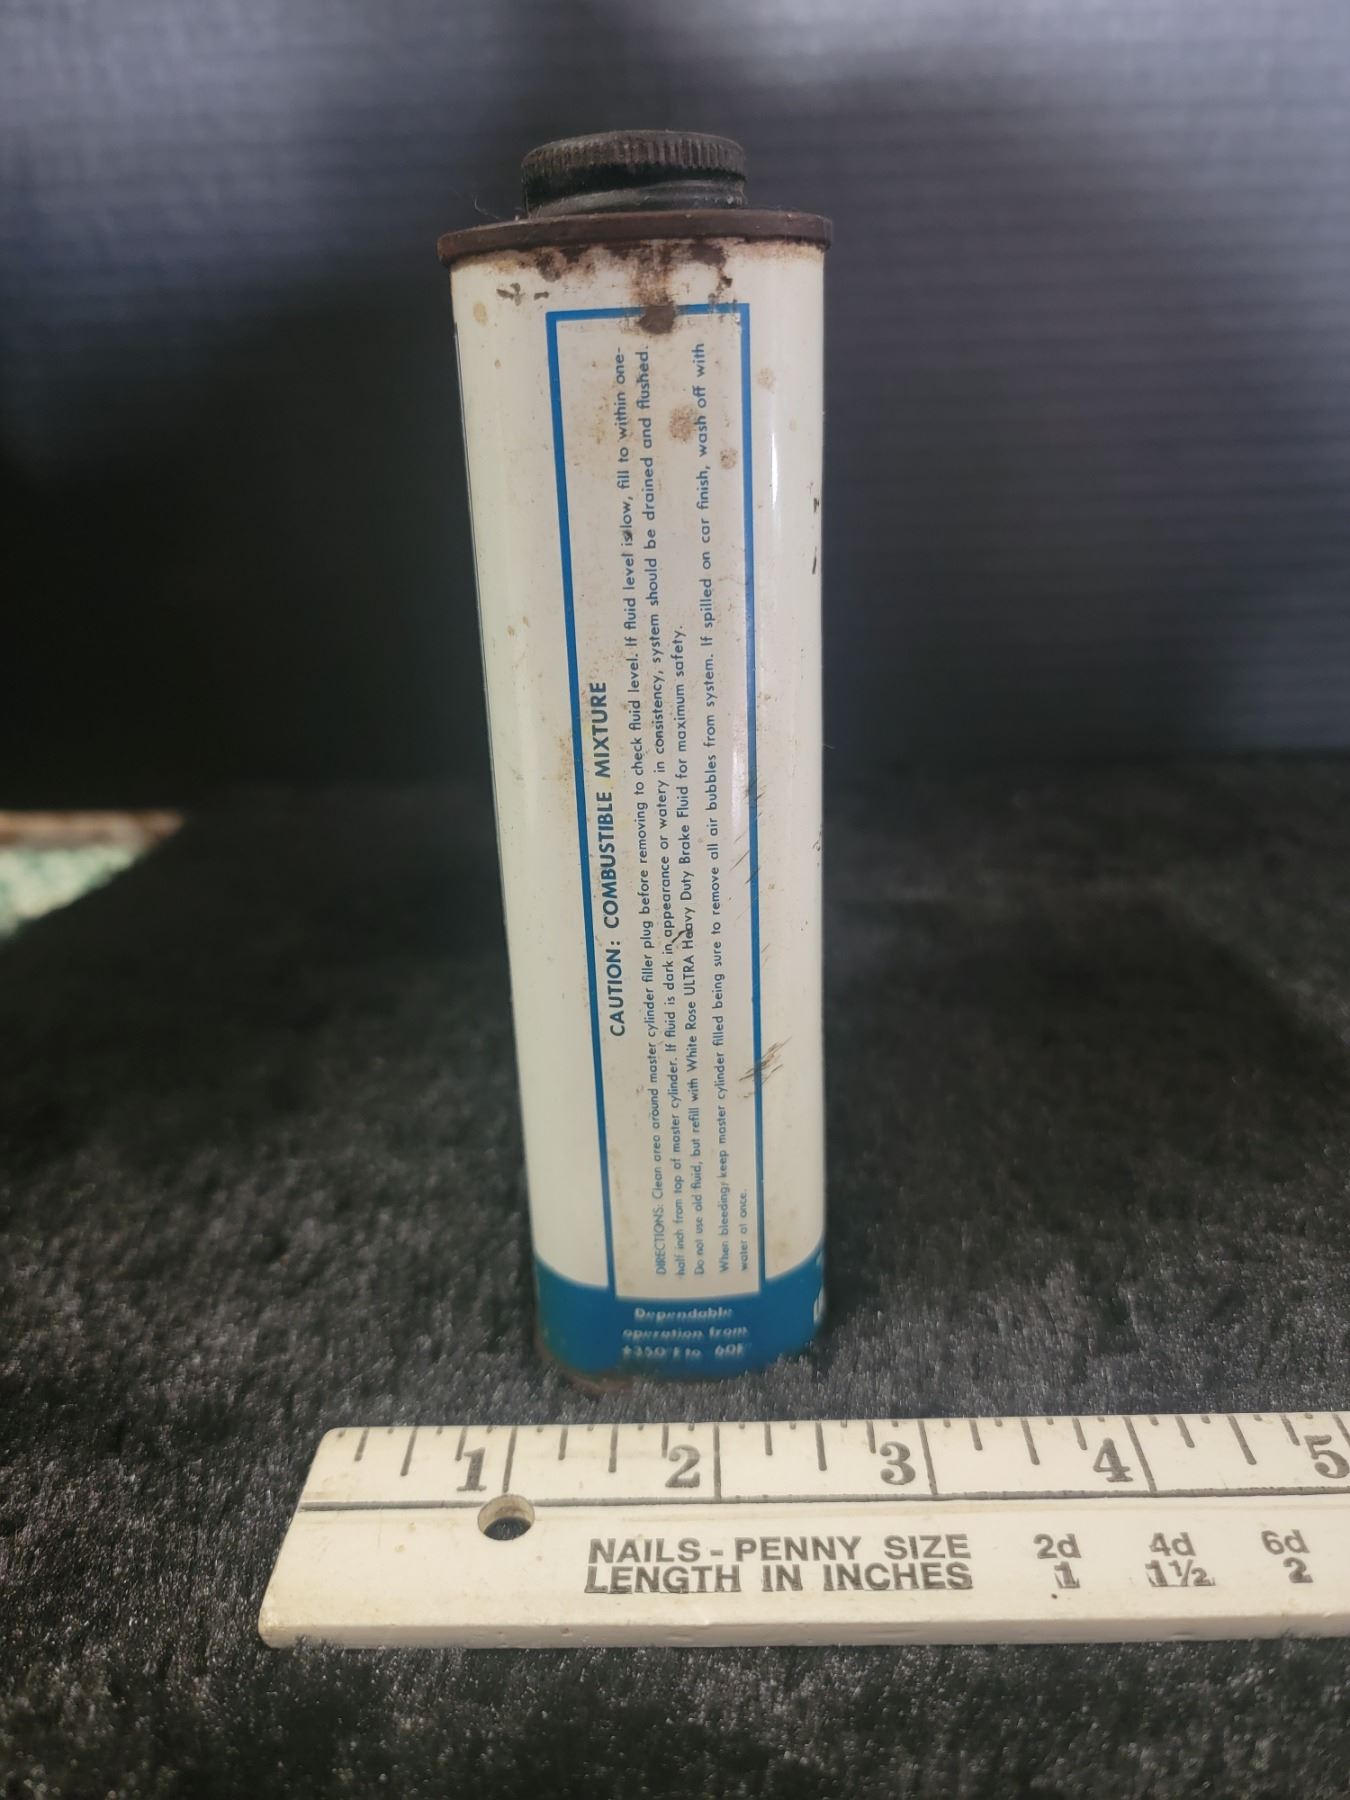 CAUTION: COMBUSTIBLE MIXTURE
DIRECTIONS: Clean area around master cylinder filler plug before removing to check fluid level. If fluid level is low, fill to within one-
half inch from top of master cylinder. If fluid is dark in appearance or watery in consistency, system should be drained and flushed.
Do not use old fluid, but refill with White Rose ULTRA Heavy Duty Brake Fluid for maximum safety.
When bleeding, keep master cylinder filled being sure to remove all air bubbles from system. If spilled on car finish, wash off with
water at once.
Dependable
operation from
+350°F to 60F
1 2 3 4 5
NAILS - PENNY SIZE 2d 4d 6d
LENGTH IN INCHES 1 1½ 2